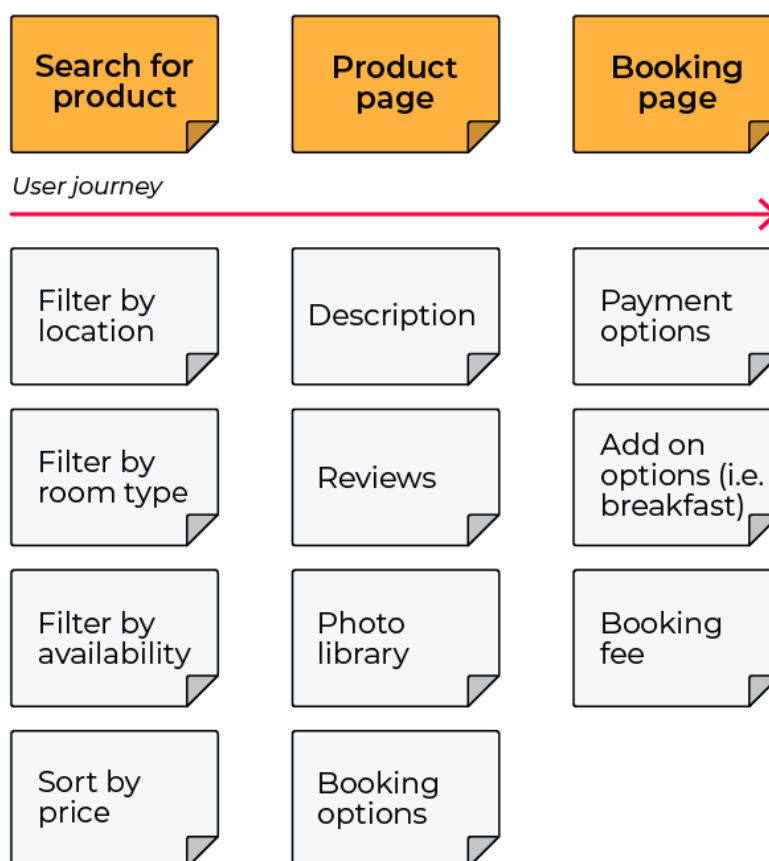 Search for
product
Product
page
Booking
page
User journey
Filter by
location
Description
Payment
options
Filter by
room type
Reviews
Add on
options (i.e.
breakfast)
Filter by
availability
Photo
library
Booking
fee
Sort by
price
Booking
options